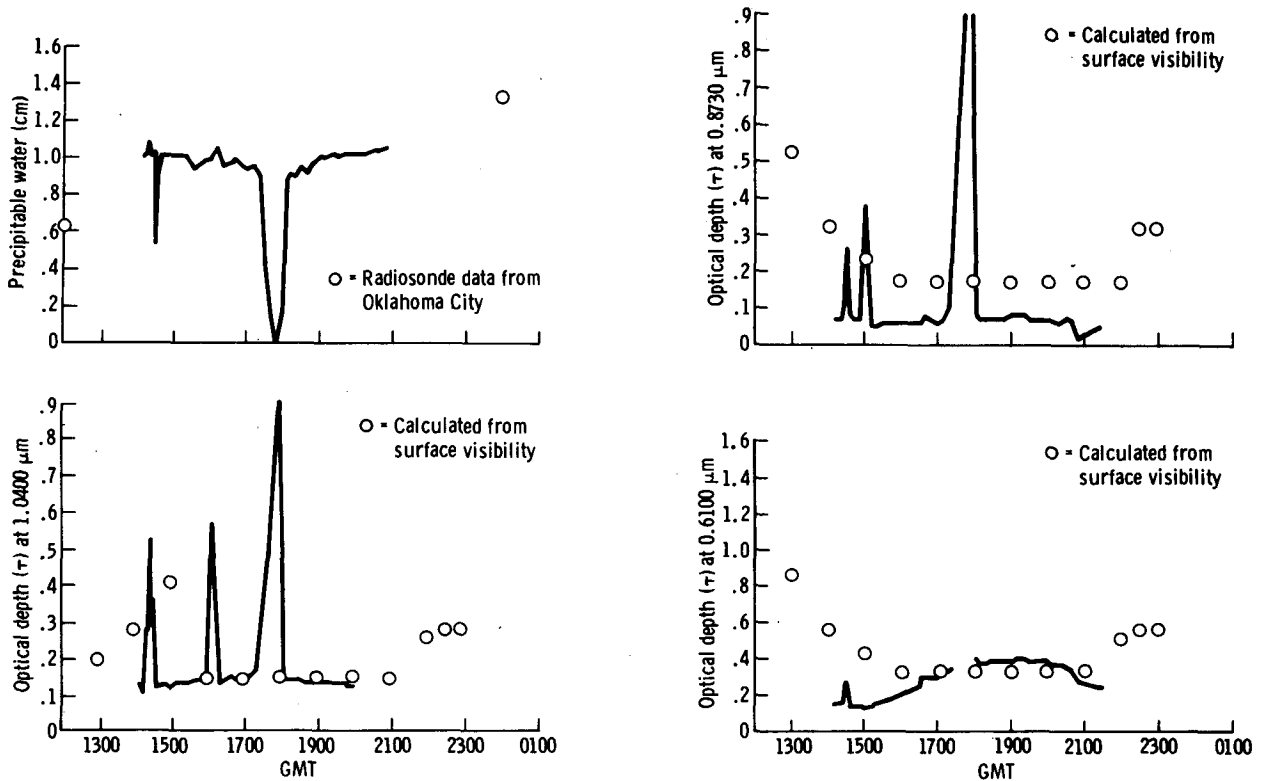 1.6
1.4
1.2
1.0
.8
.6
.4
.2
0
Precipitable water (cm)
O = Radiosonde data from
Oklahoma City
.9
.8
.7
.6
.5
.4
.3
.2
.1
0
Optical depth (τ) at 0.8730 μm
O = Calculated from
surface visibility
.9
.8
.7
.6
.5
.4
.3
.2
.1
0
Optical depth (τ) at 1.0400 μm
O = Calculated from
surface visibility
1300 1500 1700 1900 2100 2300 0100
GMT
1.6
1.4
1.2
1.0
.8
.6
.4
.2
0
Optical depth (τ) at 0.6100 μm
O = Calculated from
surface visibility
1300 1500 1700 1900 2100 2300 0100
GMT